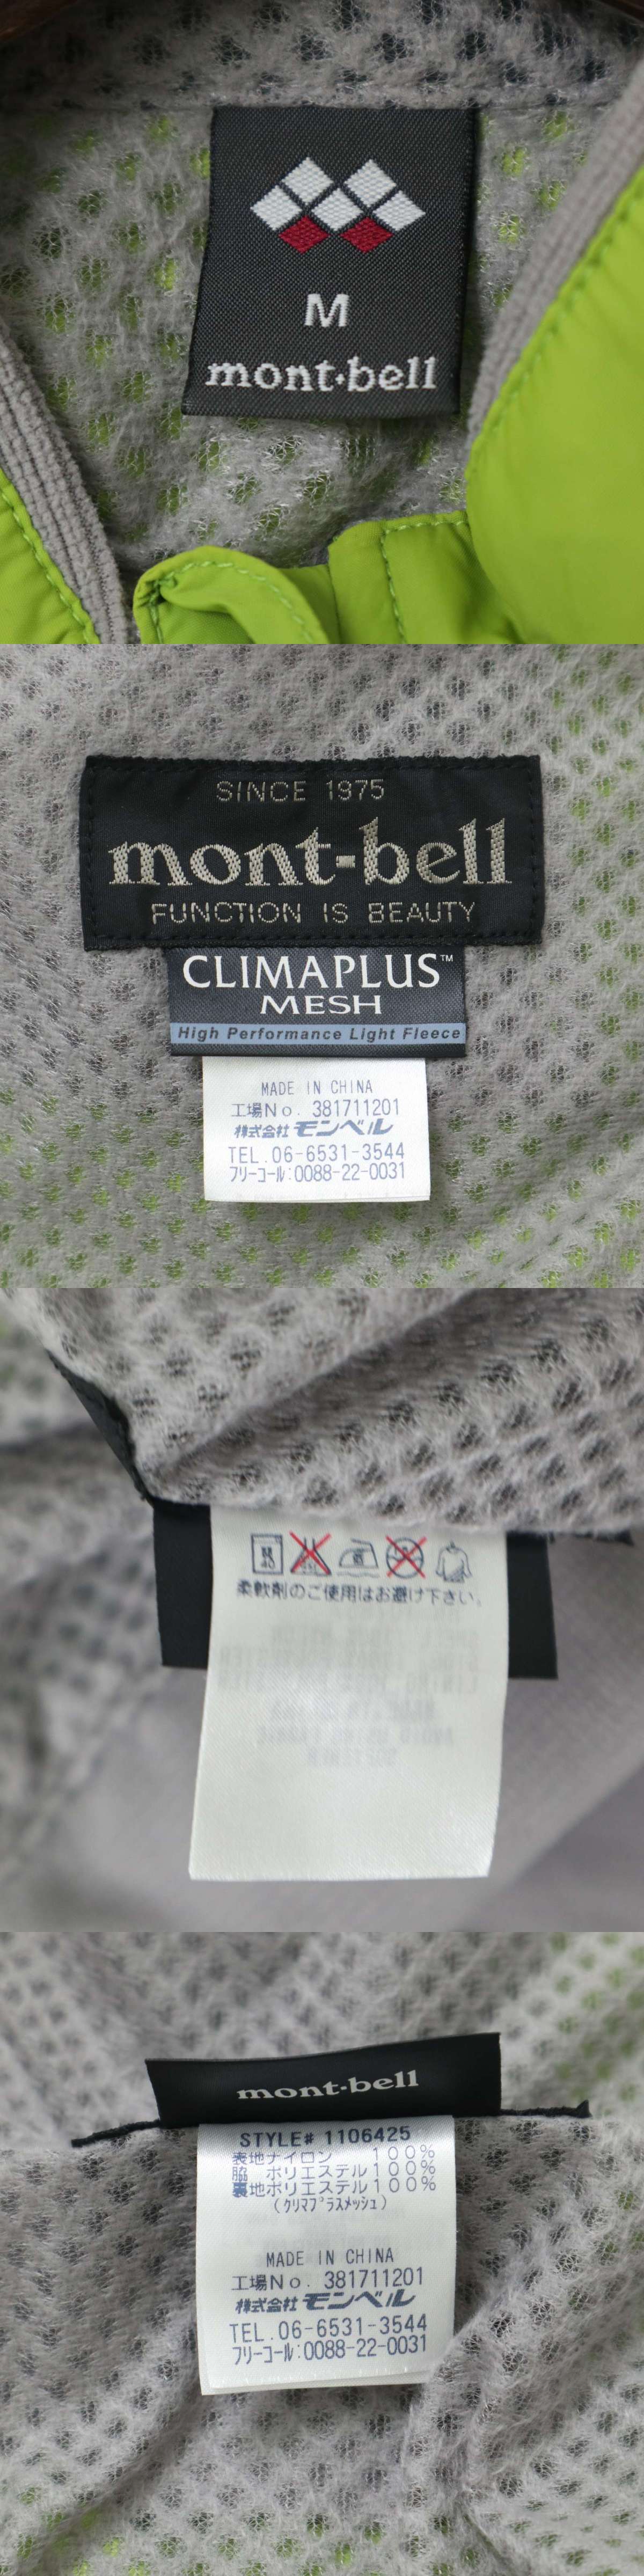 M
mont·bell
SINCE 1975
mont-bell
FUNCTION IS BEAUTY
CLIMAPLUS™
MESH
High Performance Light Fleece
MADE IN CHINA
工場No. 381711201
株式会社モンベル
TEL.06-6531-3544
フリーコール:0088-22-0031
柔軟剤のご使用はお避け下さい。
mont·bell
STYLE# 1106425
表地ナイロン 100%
脇 ポリエステル100%
裏地ポリエステル100%
(クリマプラスメッシュ)
MADE IN CHINA
工場No. 381711201
株式会社モンベル
TEL.06-6531-3544
フリーコール:0088-22-0031